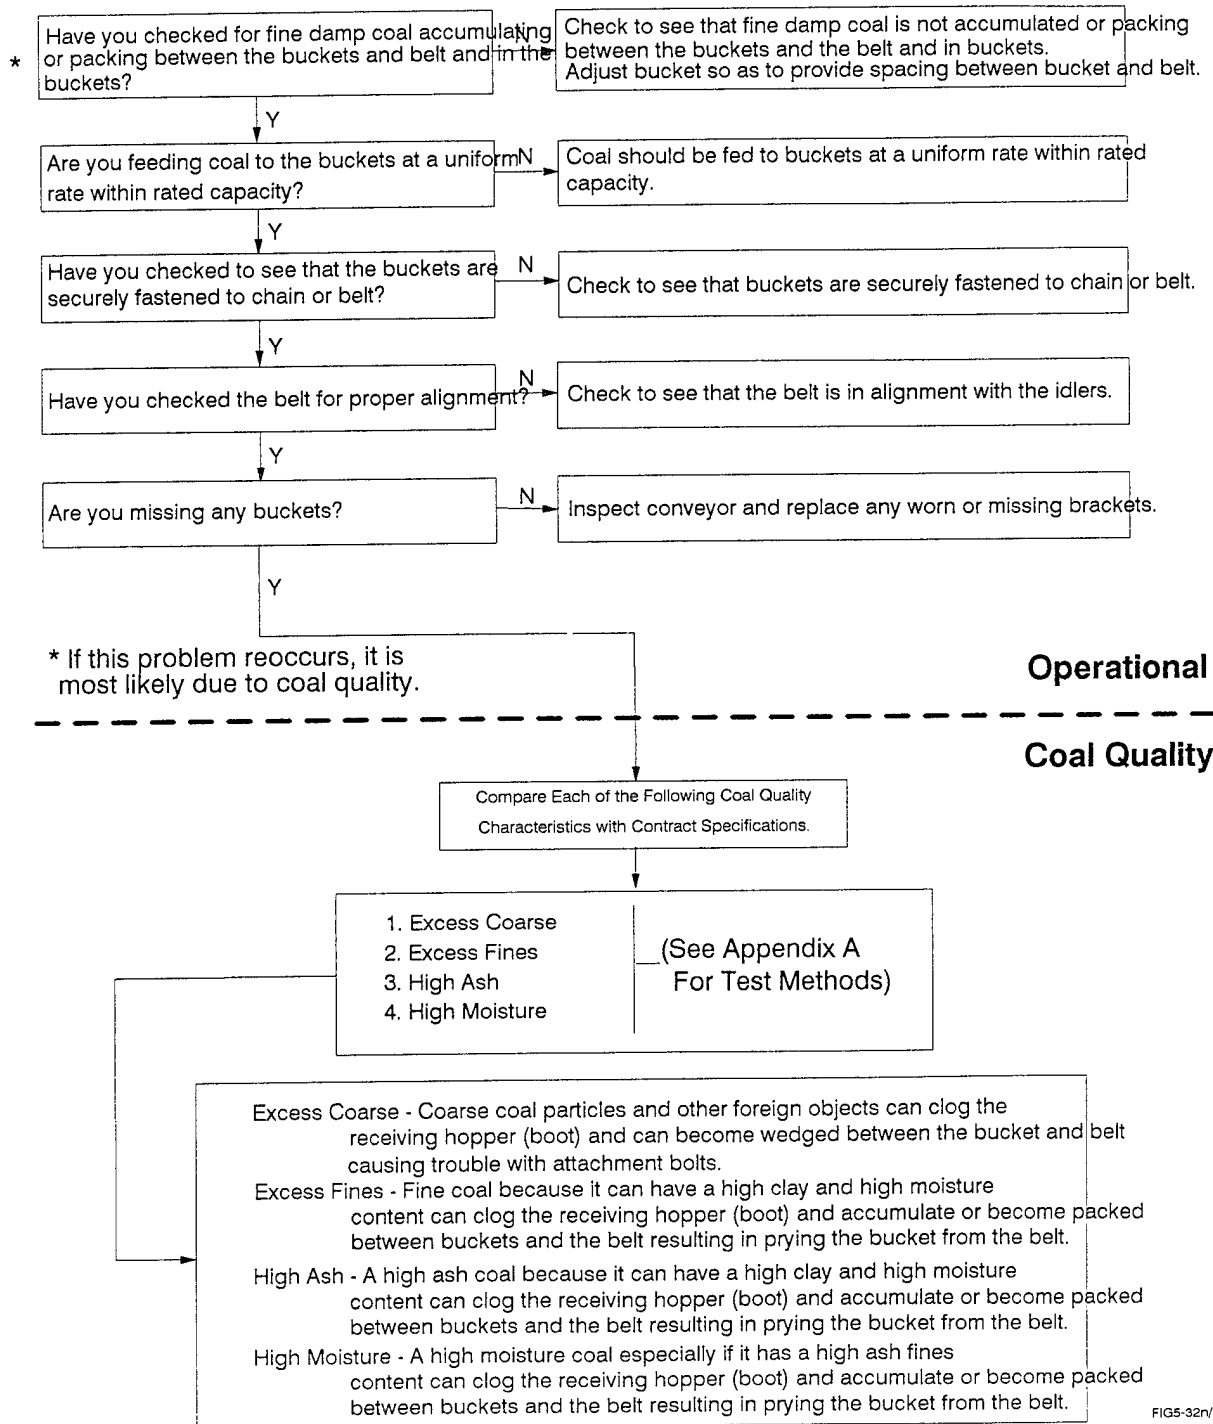 Have you checked for fine damp coal accumulating
or packing between the buckets and belt and in the
buckets?
*
N
Check to see that fine damp coal is not accumulated or packing
between the buckets and the belt and in buckets.
Adjust bucket so as to provide spacing between bucket and belt.
Y
Are you feeding coal to the buckets at a uniform
rate within rated capacity?
N
Coal should be fed to buckets at a uniform rate within rated
capacity.
Y
Have you checked to see that the buckets are
securely fastened to chain or belt?
N
Check to see that buckets are securely fastened to chain or belt.
Y
Have you checked the belt for proper alignment?
N
Check to see that the belt is in alignment with the idlers.
Y
Are you missing any buckets?
N
Inspect conveyor and replace any worn or missing brackets.
Y
* If this problem reoccurs, it is
most likely due to coal quality.
Operational
Coal Quality
Compare Each of the Following Coal Quality
Characteristics with Contract Specifications.
1. Excess Coarse
2. Excess Fines
3. High Ash
4. High Moisture
(See Appendix A
For Test Methods)
Excess Coarse - Coarse coal particles and other foreign objects can clog the
receiving hopper (boot) and can become wedged between the bucket and belt
causing trouble with attachment bolts.
Excess Fines - Fine coal because it can have a high clay and high moisture
content can clog the receiving hopper (boot) and accumulate or become packed
between buckets and the belt resulting in prying the bucket from the belt.
High Ash - A high ash coal because it can have a high clay and high moisture
content can clog the receiving hopper (boot) and accumulate or become packed
between buckets and the belt resulting in prying the bucket from the belt.
High Moisture - A high moisture coal especially if it has a high ash fines
content can clog the receiving hopper (boot) and accumulate or become packed
between buckets and the belt resulting in prying the bucket from the belt.
FIG5-32n/